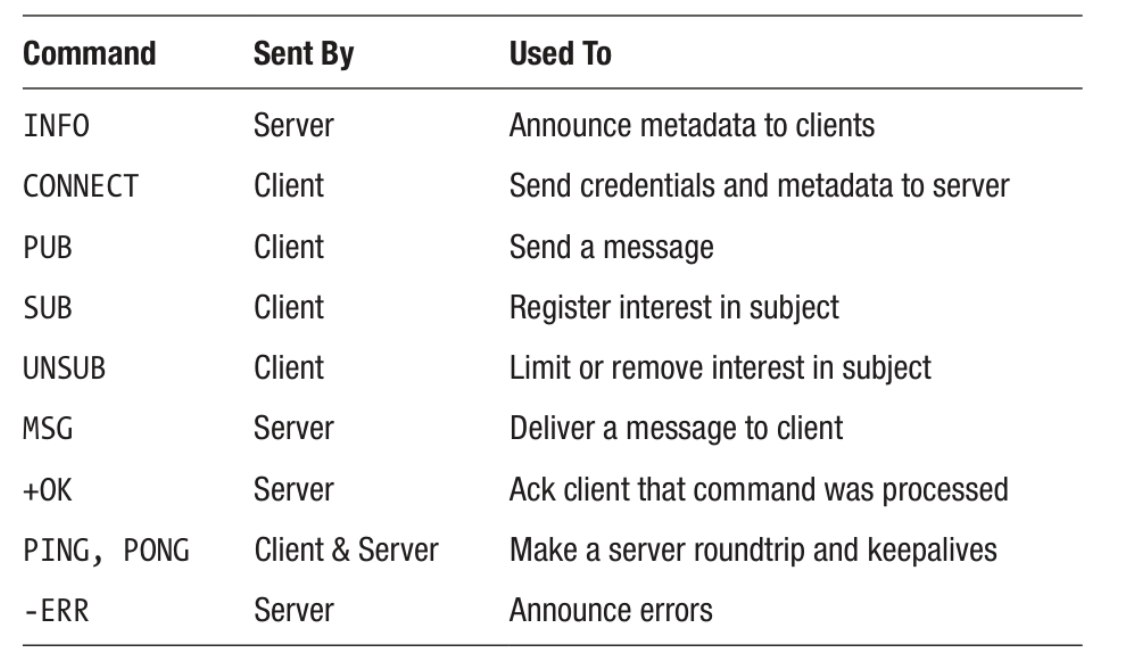 Command Sent By Used To
INFO Server Announce metadata to clients
CONNECT Client Send credentials and metadata to server
PUB Client Send a message
SUB Client Register interest in subject
UNSUB Client Limit or remove interest in subject
MSG Server Deliver a message to client
+OK Server Ack client that command was processed
PING, PONG Client & Server Make a server roundtrip and keepalives
-ERR Server Announce errors